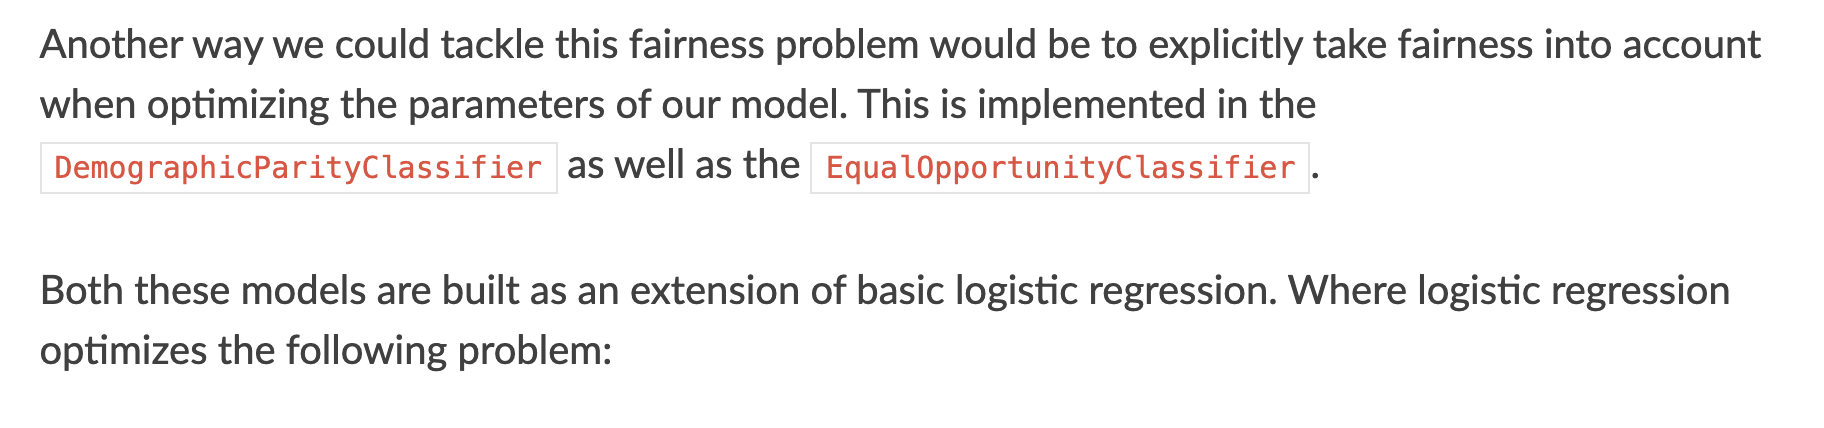 Another way we could tackle this fairness problem would be to explicitly take fairness into account
when optimizing the parameters of our model. This is implemented in the
DemographicParityClassifier as well as the EqualOpportunityClassifier.
Both these models are built as an extension of basic logistic regression. Where logistic regression
optimizes the following problem: